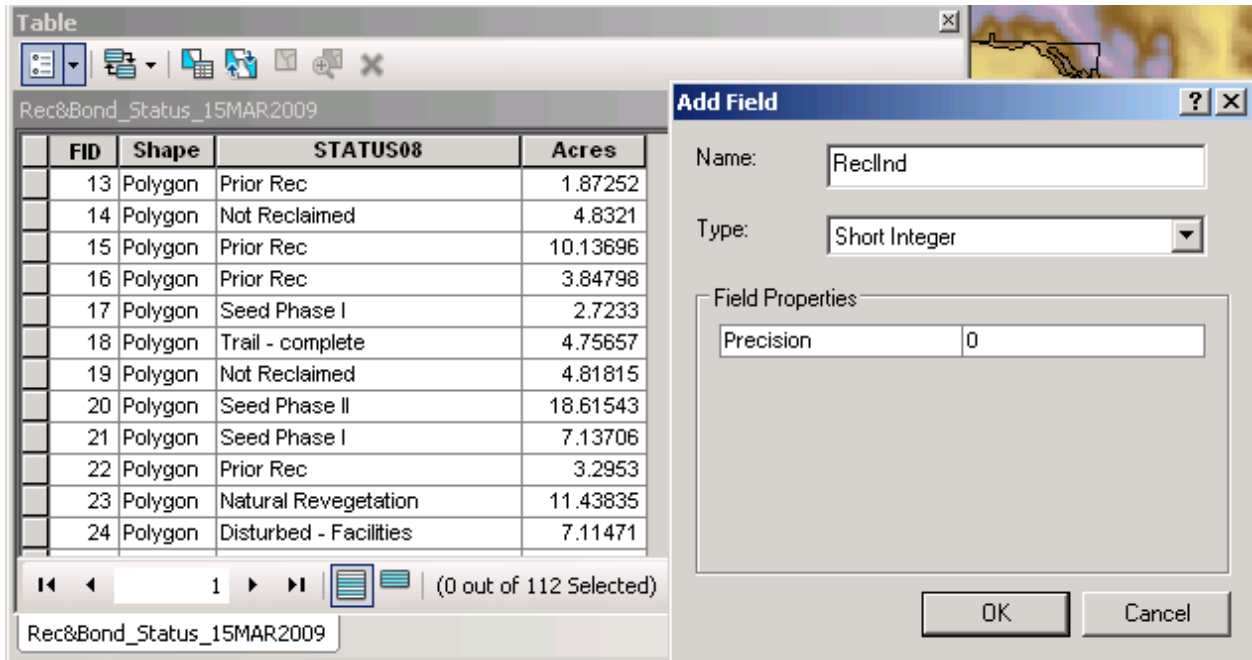 Table
Rec&Bond_Status_15MAR2009
FID Shape STATUS08 Acres
13 Polygon Prior Rec 1.87252
14 Polygon Not Reclaimed 4.8321
15 Polygon Prior Rec 10.13696
16 Polygon Prior Rec 3.84798
17 Polygon Seed Phase I 2.7233
18 Polygon Trail - complete 4.75657
19 Polygon Not Reclaimed 4.81815
20 Polygon Seed Phase II 18.61543
21 Polygon Seed Phase I 7.13706
22 Polygon Prior Rec 3.2953
23 Polygon Natural Revegetation 11.43835
24 Polygon Disturbed - Facilities 7.11471
1 (0 out of 112 Selected)
Rec&Bond_Status_15MAR2009
Add Field
Name: ReclInd
Type: Short Integer
Field Properties
Precision 0
OK Cancel